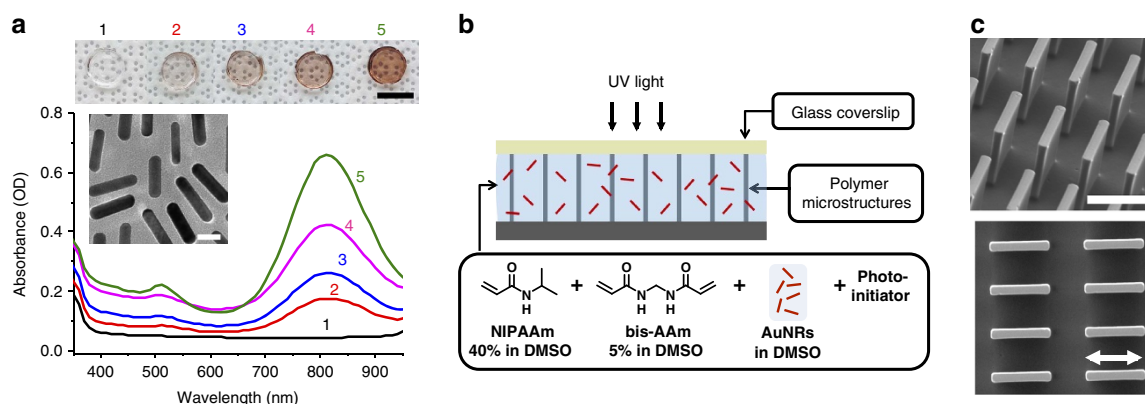 a
1 2 3 4 5
Absorbance (OD)
0.8
0.6
0.4
0.2
0.0
5
4
3
2
1
400 500 600 700 800 900
Wavelength (nm)
b
UV light
Glass coverslip
Polymer
microstructures
O
N
H
+
O O
N N
H H
+
+
Photo-
initiator
NIPAAm
40% in DMSO
bis-AAm
5% in DMSO
AuNRs
in DMSO
c